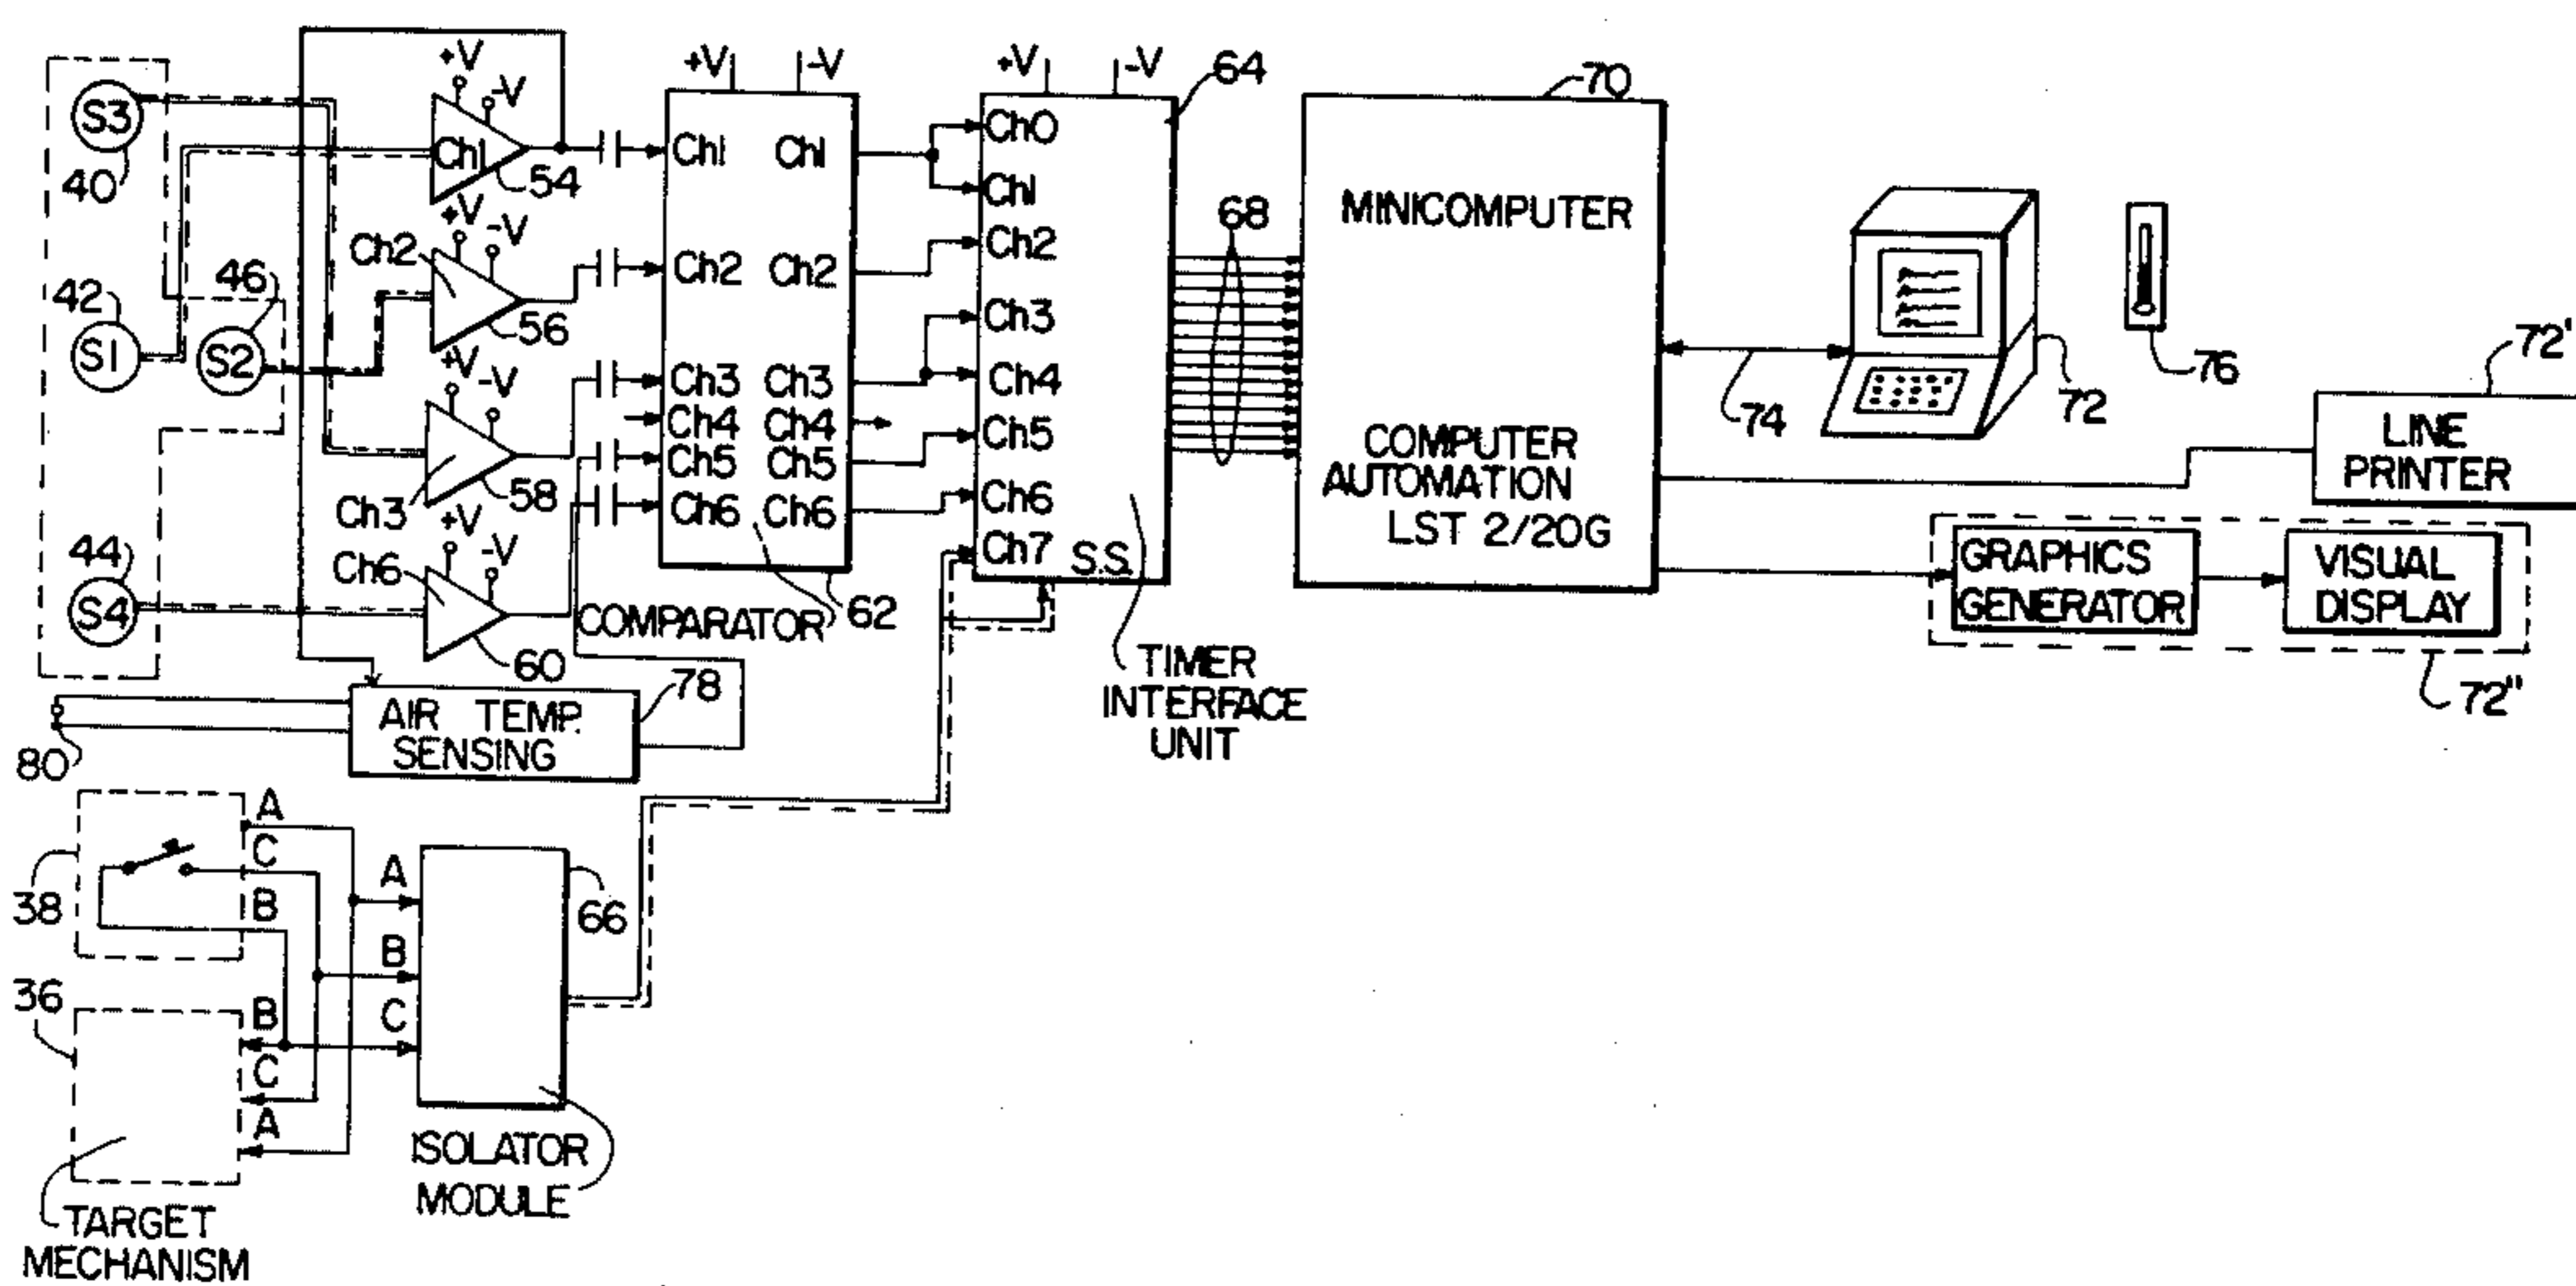 S3
40
42
S1
46
S2
44
S4
+V
-V
Ch1
54
+V
-V
Ch2
56
+V
-V
Ch3
58
+V
-V
Ch6
60
+V
-V
Ch1 Ch1
Ch2 Ch2
Ch3 Ch3
Ch4 Ch4
Ch5 Ch5
Ch6 Ch6
COMPARATOR
62
+V
-V
64
Ch0
Ch1
Ch2
Ch3
Ch4
Ch5
Ch6
Ch7
S.S.
TIMER
INTERFACE
UNIT
68
70
MINICOMPUTER
COMPUTER
AUTOMATION
LST 2/20G
74
72
76
72'
LINE
PRINTER
GRAPHICS
GENERATOR
VISUAL
DISPLAY
72"
AIR TEMP.
SENSING
78
80
38
A
C
B
36
B
C
A
TARGET
MECHANISM
A
B
C
66
ISOLATOR
MODULE